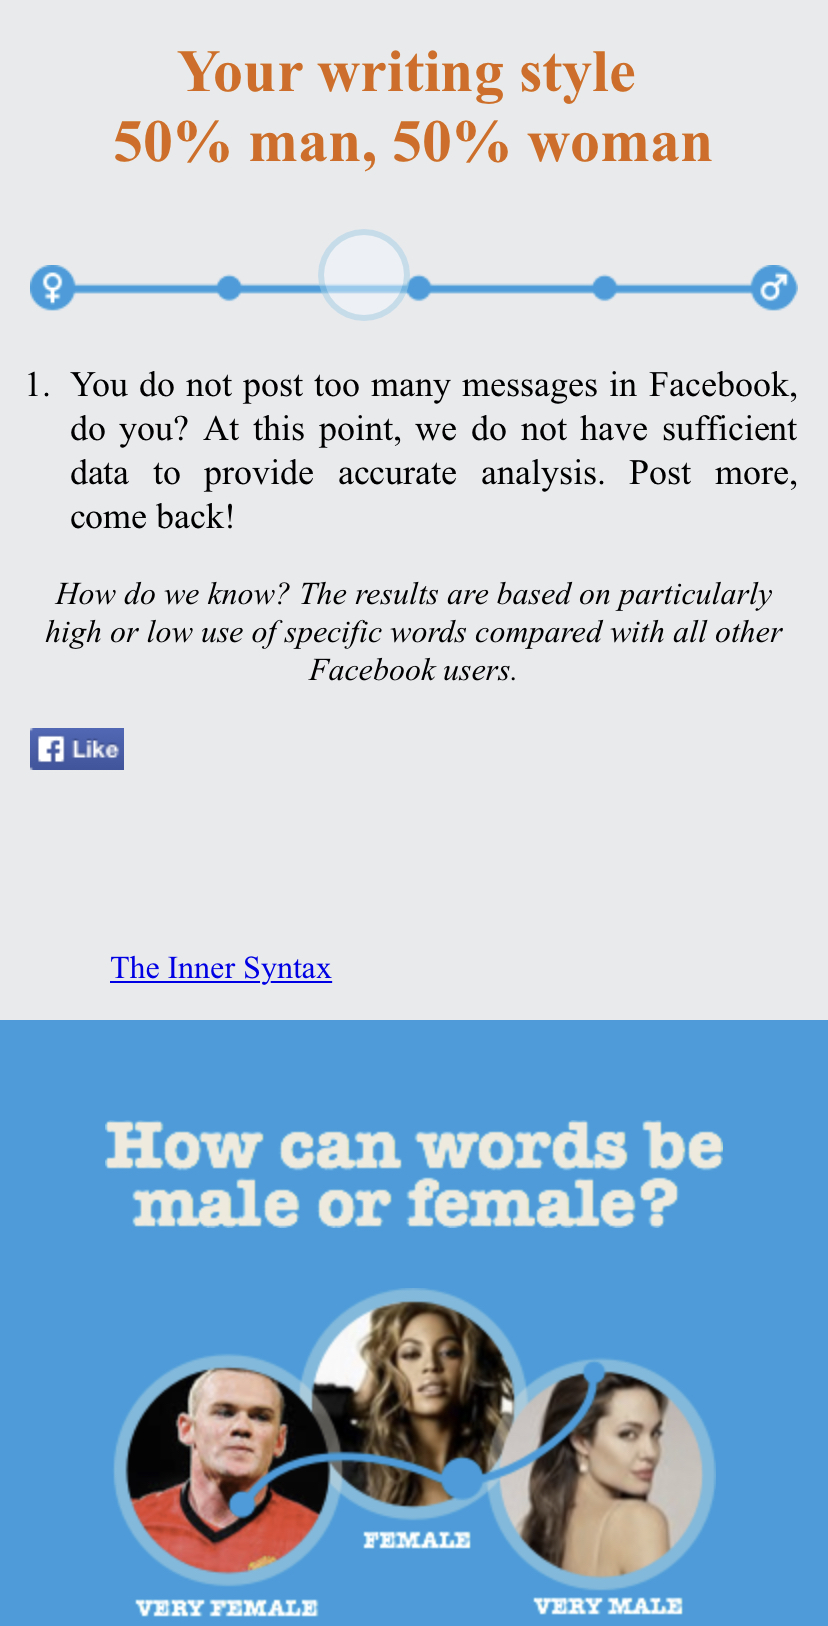 Your writing style
50% man, 50% woman
1. You do not post too many messages in Facebook,
do you? At this point, we do not have sufficient
data to provide accurate analysis. Post more,
come back!
How do we know? The results are based on particularly
high or low use of specific words compared with all other
Facebook users.
Like
The Inner Syntax
How can words be
male or female?
FEMALE
VERY FEMALE
VERY MALE